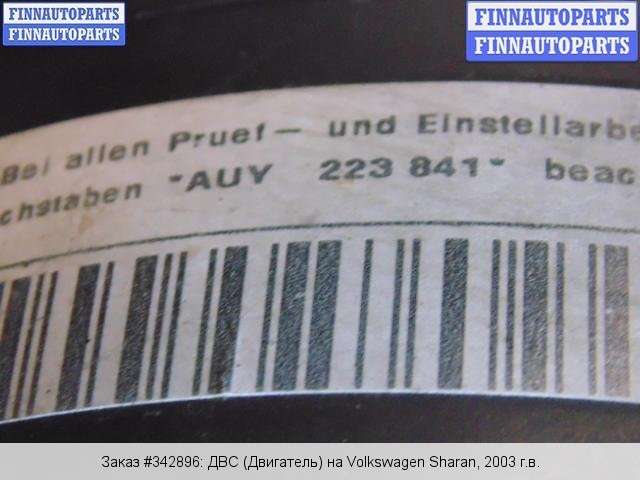 FINNAUTOPARTS
FINNAUTOPARTS
FINNAUTOPARTS
FINNAUTOPARTS
Bei allen Pruef- und Einstellarbe
chstaben "AUY 223 841" beac
Заказ #342896: ДВС (Двигатель) на Volkswagen Sharan, 2003 г.в.